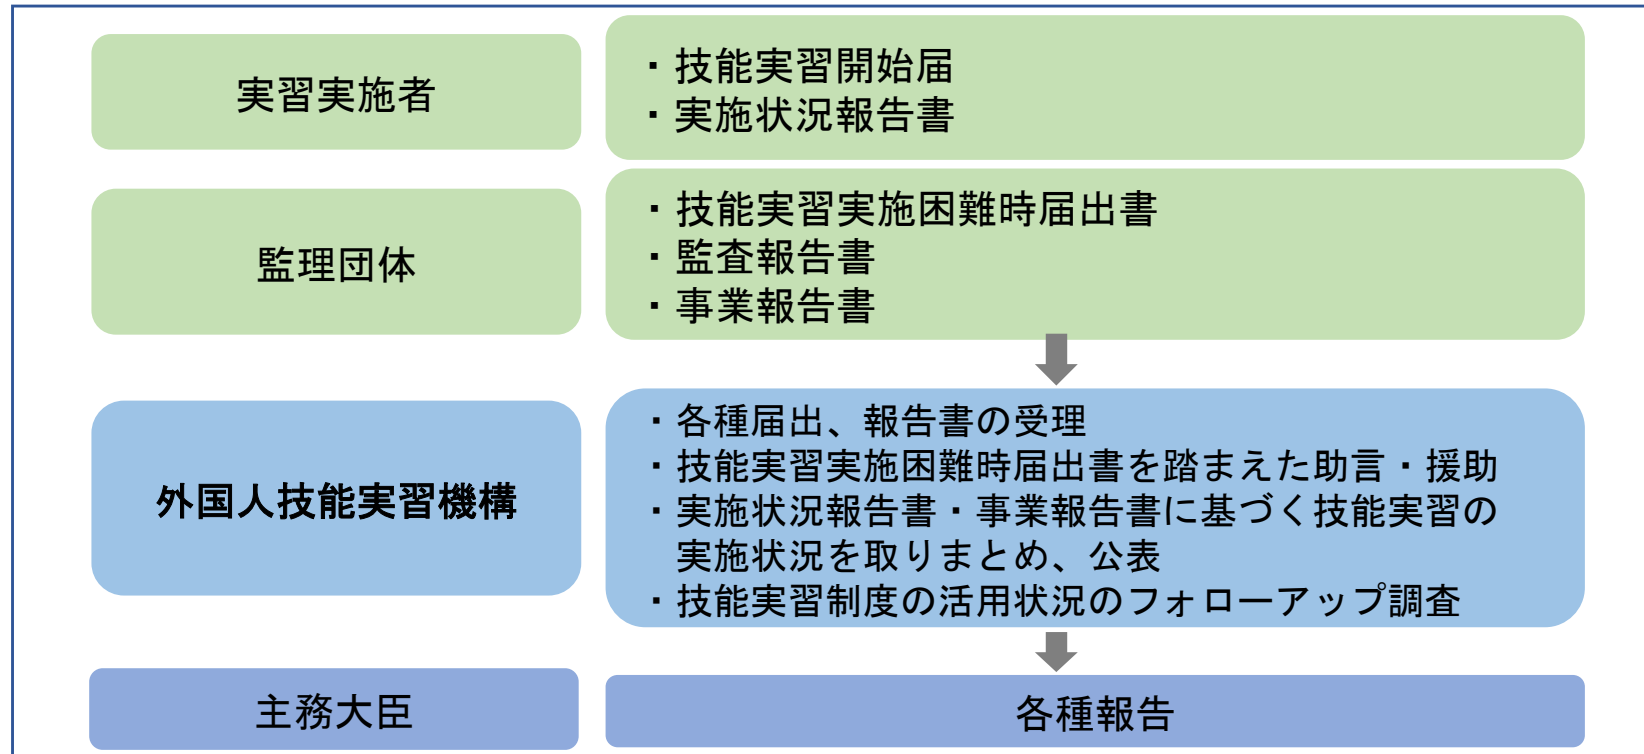 実習実施者
・技能実習開始届
・実施状況報告書
監理団体
・技能実習実施困難時届出書
・監査報告書
・事業報告書
外国人技能実習機構
・各種届出、報告書の受理
・技能実習実施困難時届出書を踏まえた助言・援助
・実施状況報告書・事業報告書に基づく技能実習の
実施状況を取りまとめ、公表
・技能実習制度の活用状況のフォローアップ調査
主務大臣
各種報告